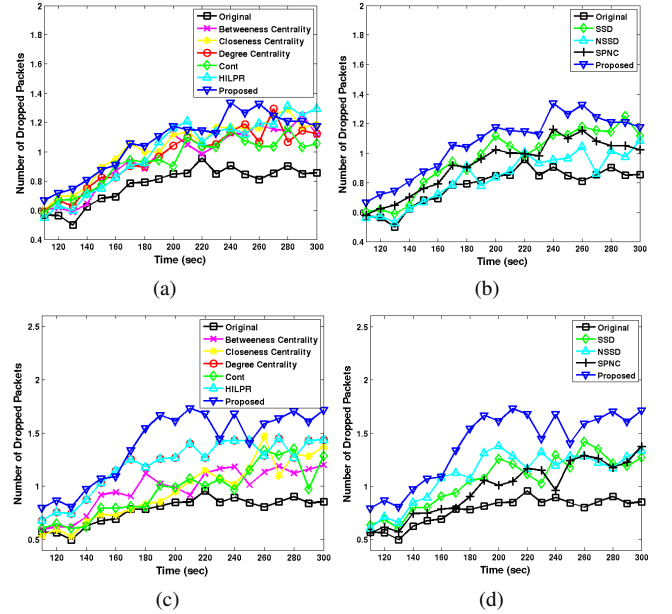 2
1.8
1.6
1.4
1.2
1
0.8
0.6
0.4
Number of Dropped Packets
120 140 160 180 200 220 240 260 280 300
Time (sec)
Original
Betweeness Centrality
Closeness Centrality
Degree Centrality
Cont
HILPR
Proposed
(a)
2
1.8
1.6
1.4
1.2
1
0.8
0.6
0.4
Number of Dropped Packets
120 140 160 180 200 220 240 260 280 300
Time (sec)
Original
SSD
NSSD
SPNC
Proposed
(b)
2.5
2
1.5
1
0.5
Number of Dropped Packets
120 140 160 180 200 220 240 260 280 300
Time (sec)
Original
Betweeness Centrality
Closeness Centrality
Degree Centrality
Cont
HILPR
Proposed
(c)
2.5
2
1.5
1
0.5
Number of Dropped Packets
120 140 160 180 200 220 240 260 280 300
Time (sec)
Original
SSD
NSSD
SPNC
Proposed
(d)